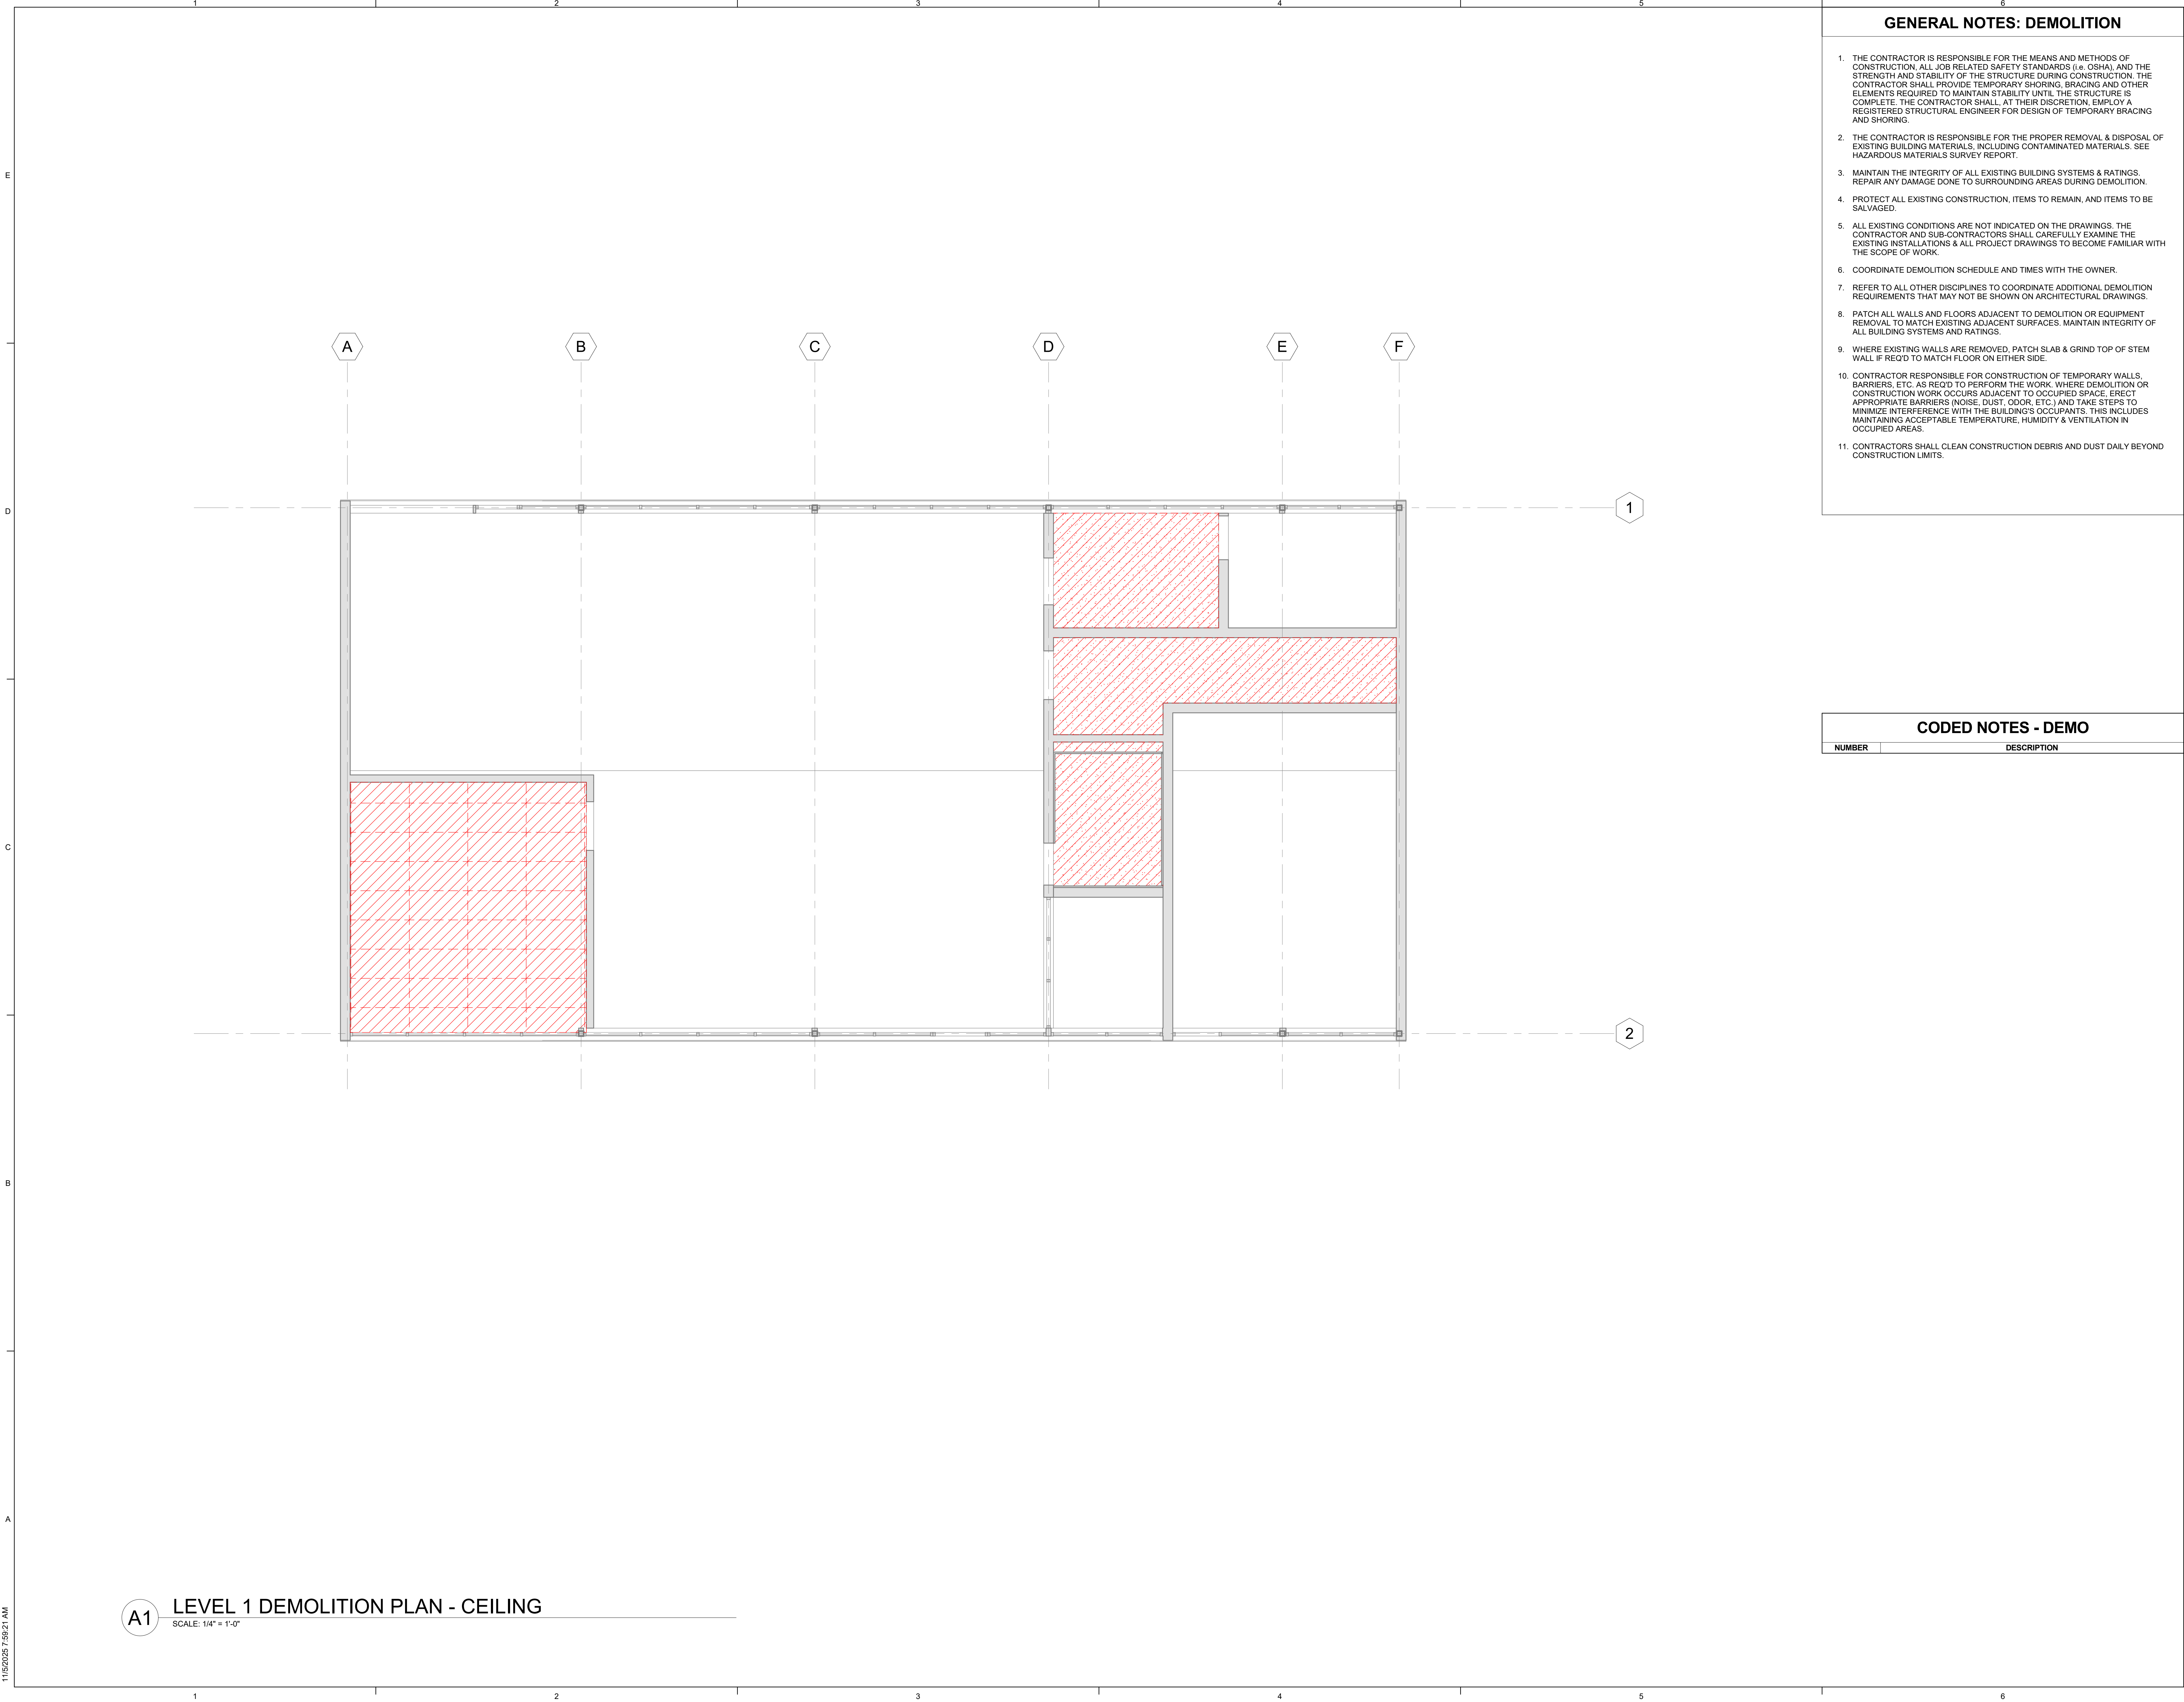 1 2 3 4 5 6
GENERAL NOTES: DEMOLITION
1. THE CONTRACTOR IS RESPONSIBLE FOR THE MEANS AND METHODS OF
CONSTRUCTION, ALL JOB RELATED SAFETY STANDARDS (i.e. OSHA), AND THE
STRENGTH AND STABILITY OF THE STRUCTURE DURING CONSTRUCTION. THE
CONTRACTOR SHALL PROVIDE TEMPORARY SHORING, BRACING AND OTHER
ELEMENTS REQUIRED TO MAINTAIN STABILITY UNTIL THE STRUCTURE IS
COMPLETE. THE CONTRACTOR SHALL, AT THEIR DISCRETION, EMPLOY A
REGISTERED STRUCTURAL ENGINEER FOR DESIGN OF TEMPORARY BRACING
AND SHORING.
2. THE CONTRACTOR IS RESPONSIBLE FOR THE PROPER REMOVAL & DISPOSAL OF
EXISTING BUILDING MATERIALS, INCLUDING CONTAMINATED MATERIALS. SEE
HAZARDOUS MATERIALS SURVEY REPORT.
3. MAINTAIN THE INTEGRITY OF ALL EXISTING BUILDING SYSTEMS & RATINGS.
REPAIR ANY DAMAGE DONE TO SURROUNDING AREAS DURING DEMOLITION.
4. PROTECT ALL EXISTING CONSTRUCTION, ITEMS TO REMAIN, AND ITEMS TO BE
SALVAGED.
5. ALL EXISTING CONDITIONS ARE NOT INDICATED ON THE DRAWINGS. THE
CONTRACTOR AND SUB-CONTRACTORS SHALL CAREFULLY EXAMINE THE
EXISTING INSTALLATIONS & ALL PROJECT DRAWINGS TO BECOME FAMILIAR WITH
THE SCOPE OF WORK.
6. COORDINATE DEMOLITION SCHEDULE AND TIMES WITH THE OWNER.
7. REFER TO ALL OTHER DISCIPLINES TO COORDINATE ADDITIONAL DEMOLITION
REQUIREMENTS THAT MAY NOT BE SHOWN ON ARCHITECTURAL DRAWINGS.
8. PATCH ALL WALLS AND FLOORS ADJACENT TO DEMOLITION OR EQUIPMENT
REMOVAL TO MATCH EXISTING ADJACENT SURFACES. MAINTAIN INTEGRITY OF
ALL BUILDING SYSTEMS AND RATINGS.
9. WHERE EXISTING WALLS ARE REMOVED, PATCH SLAB & GRIND TOP OF STEM
WALL IF REQ'D TO MATCH FLOOR ON EITHER SIDE.
10. CONTRACTOR RESPONSIBLE FOR CONSTRUCTION OF TEMPORARY WALLS,
BARRIERS, ETC. AS REQ'D TO PERFORM THE WORK. WHERE DEMOLITION OR
CONSTRUCTION WORK OCCURS ADJACENT TO OCCUPIED SPACE, ERECT
APPROPRIATE BARRIERS (NOISE, DUST, ODOR, ETC.) AND TAKE STEPS TO
MINIMIZE INTERFERENCE WITH THE BUILDING'S OCCUPANTS. THIS INCLUDES
MAINTAINING ACCEPTABLE TEMPERATURE, HUMIDITY & VENTILATION IN
OCCUPIED AREAS.
11. CONTRACTORS SHALL CLEAN CONSTRUCTION DEBRIS AND DUST DAILY BEYOND
CONSTRUCTION LIMITS.
E
A B C D E F
D
1
CODED NOTES - DEMO
NUMBER DESCRIPTION
C
2
B
A
A1 LEVEL 1 DEMOLITION PLAN - CEILING
SCALE: 1/4" = 1'-0"
11/5/2025 7:59:21 AM
1 2 3 4 5 6